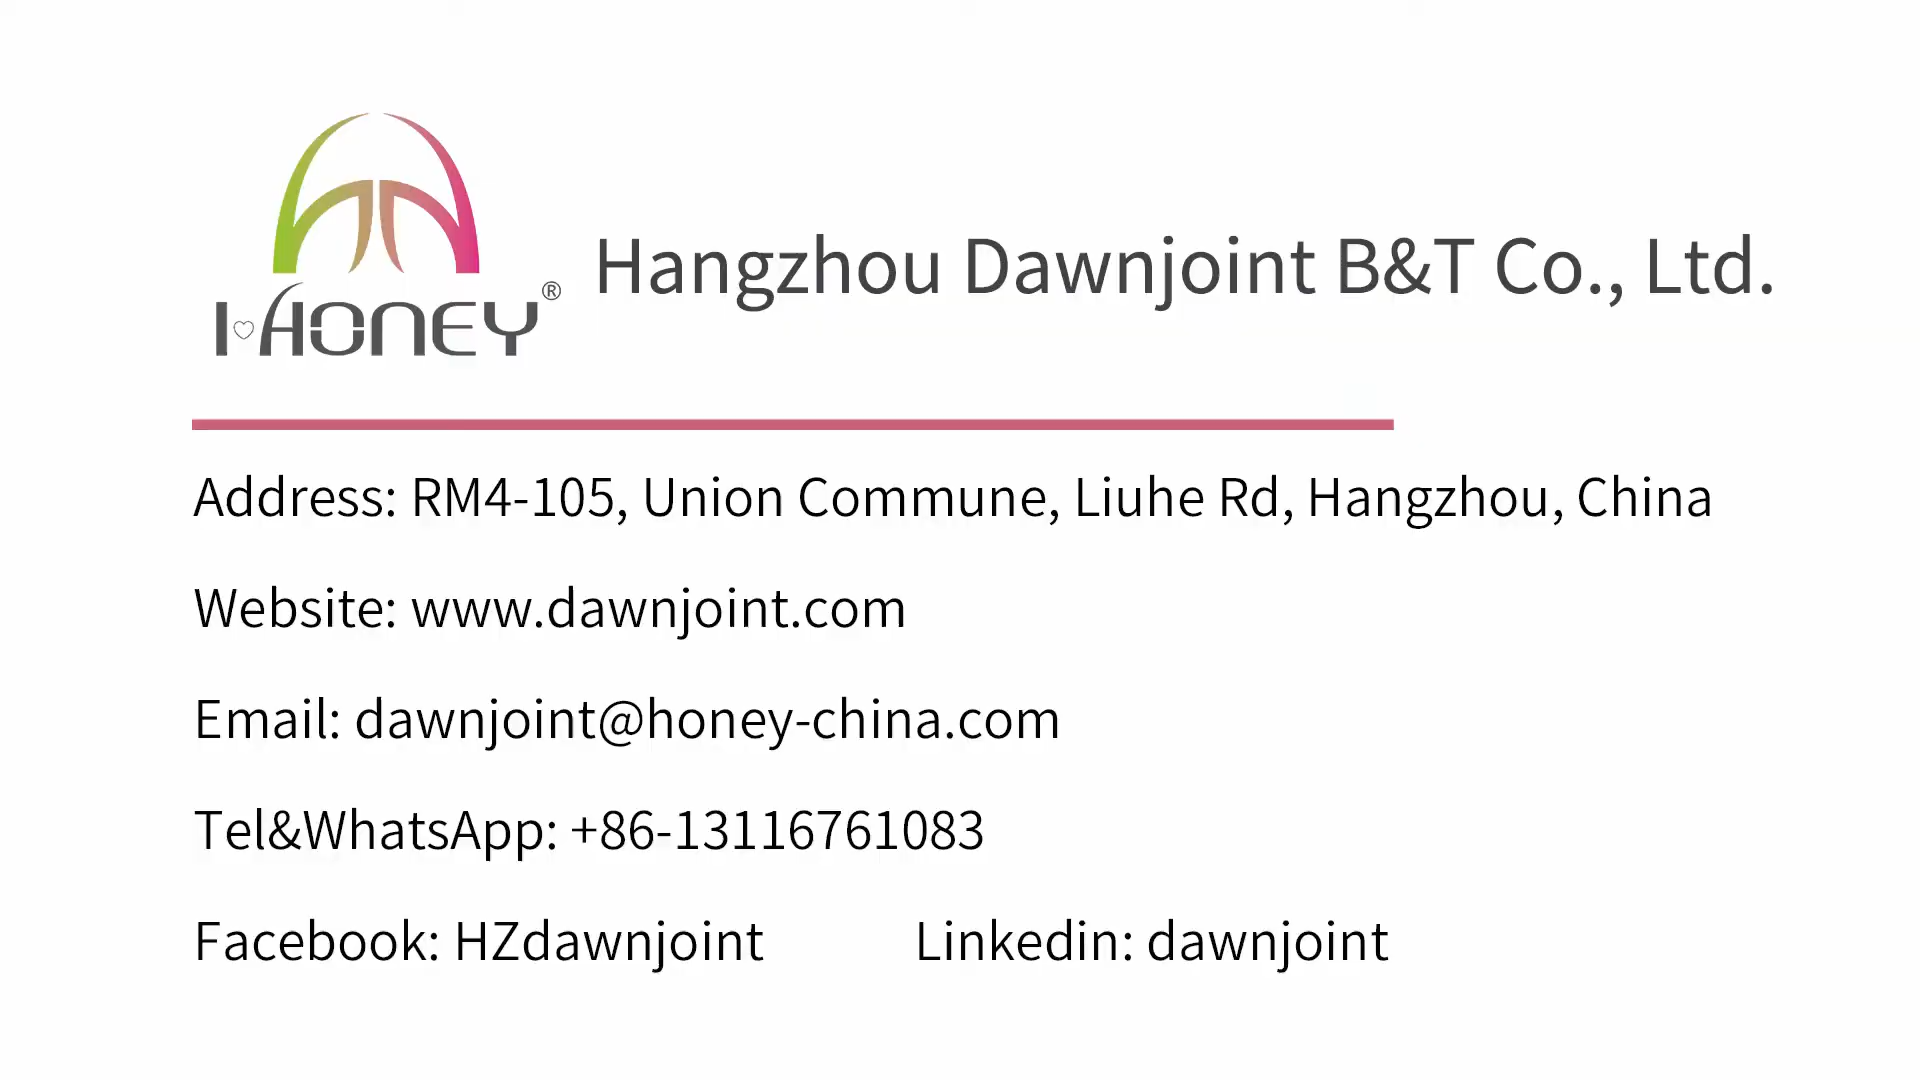 I♡HONEY®
Hangzhou Dawnjoint B&T Co., Ltd.
Address: RM4-105, Union Commune, Liuhe Rd, Hangzhou, China
Website: www.dawnjoint.com
Email: dawnjoint@honey-china.com
Tel&WhatsApp: +86-13116761083
Facebook: HZdawnjoint Linkedin: dawnjoint